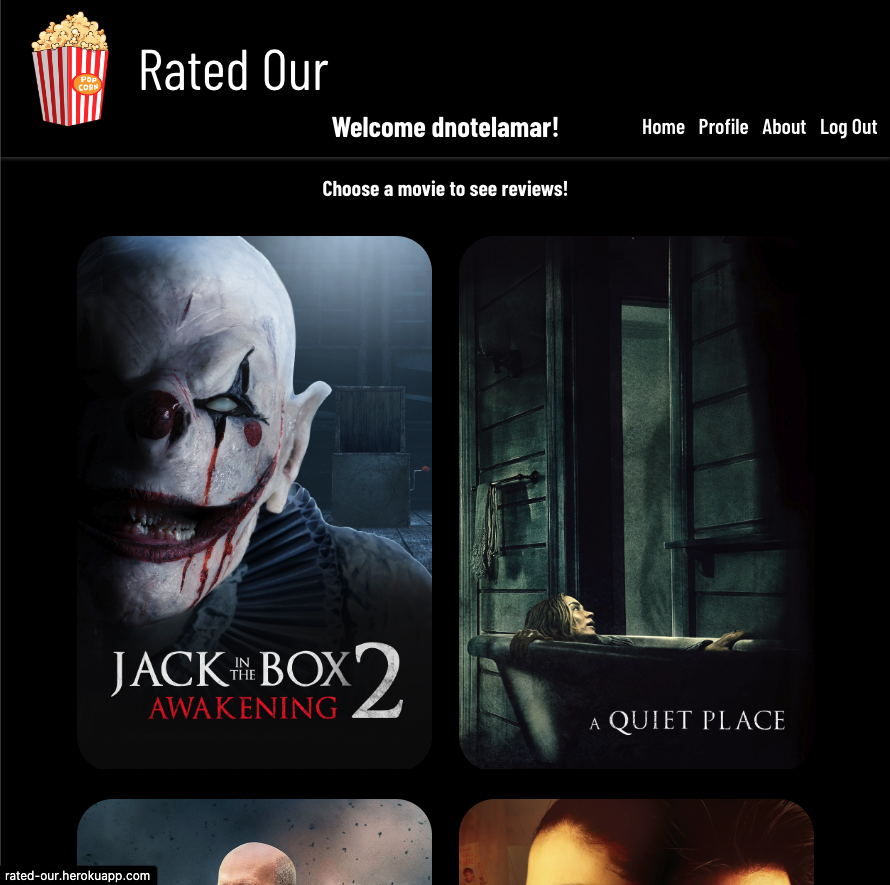 Rated Our
POP
CORN
Welcome dnotelamar!
Home Profile About Log Out
Choose a movie to see reviews!
JACK IN THE BOX 2
AWAKENING
A QUIET PLACE
rated-our.herokuapp.com